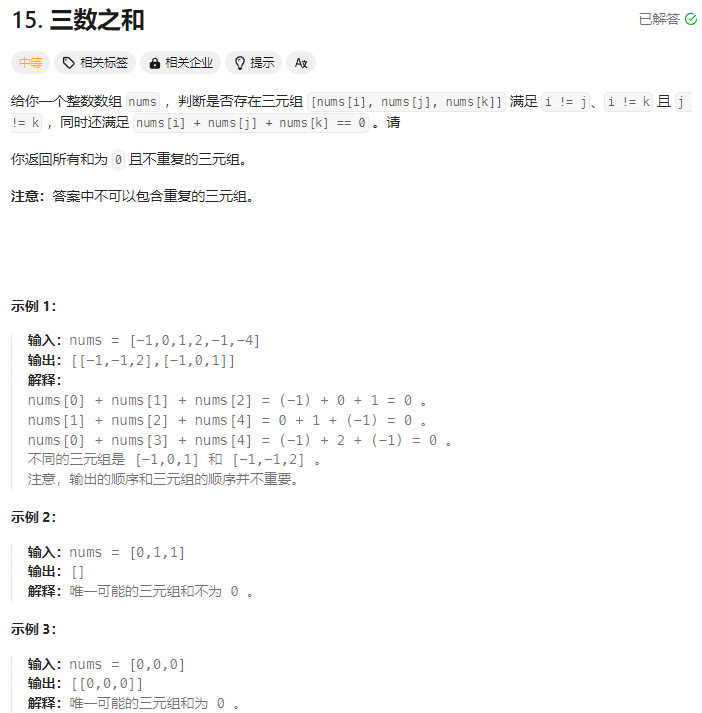 15. 三数之和
已解答
中等 相关标签 相关企业 提示
给你一个整数数组 nums ，判断是否存在三元组 [nums[i], nums[j], nums[k]] 满足 i != j、i != k 且 j
!= k ，同时还满足 nums[i] + nums[j] + nums[k] == 0 。请
你返回所有和为 0 且不重复的三元组。
注意：答案中不可以包含重复的三元组。
示例 1：
输入：nums = [-1,0,1,2,-1,-4]
输出：[[-1,-1,2],[-1,0,1]]
解释：
nums[0] + nums[1] + nums[2] = (-1) + 0 + 1 = 0 。
nums[1] + nums[2] + nums[4] = 0 + 1 + (-1) = 0 。
nums[0] + nums[3] + nums[4] = (-1) + 2 + (-1) = 0 。
不同的三元组是 [-1,0,1] 和 [-1,-1,2] 。
注意，输出的顺序和三元组的顺序并不重要。
示例 2：
输入：nums = [0,1,1]
输出：[]
解释：唯一可能的三元组和不为 0 。
示例 3：
输入：nums = [0,0,0]
输出：[[0,0,0]]
解释：唯一可能的三元组和为 0 。